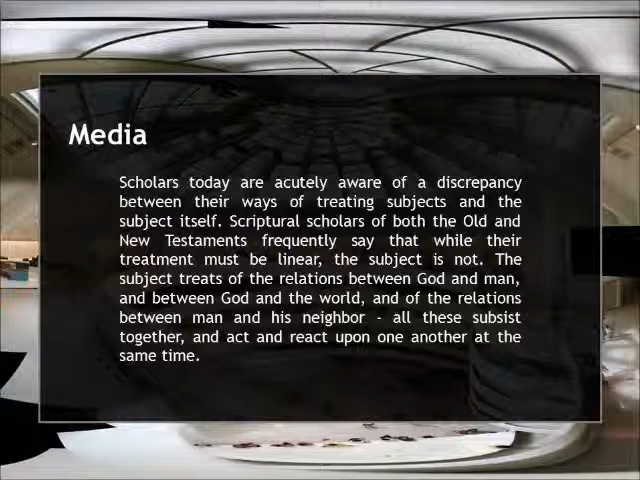 Media
Scholars today are acutely aware of a discrepancy
between their ways of treating subjects and the
subject itself. Scriptural scholars of both the Old and
New Testaments frequently say that while their
treatment must be linear, the subject is not. The
subject treats of the relations between God and man,
and between God and the world, and of the relations
between man and his neighbor - all these subsist
together, and act and react upon one another at the
same time.